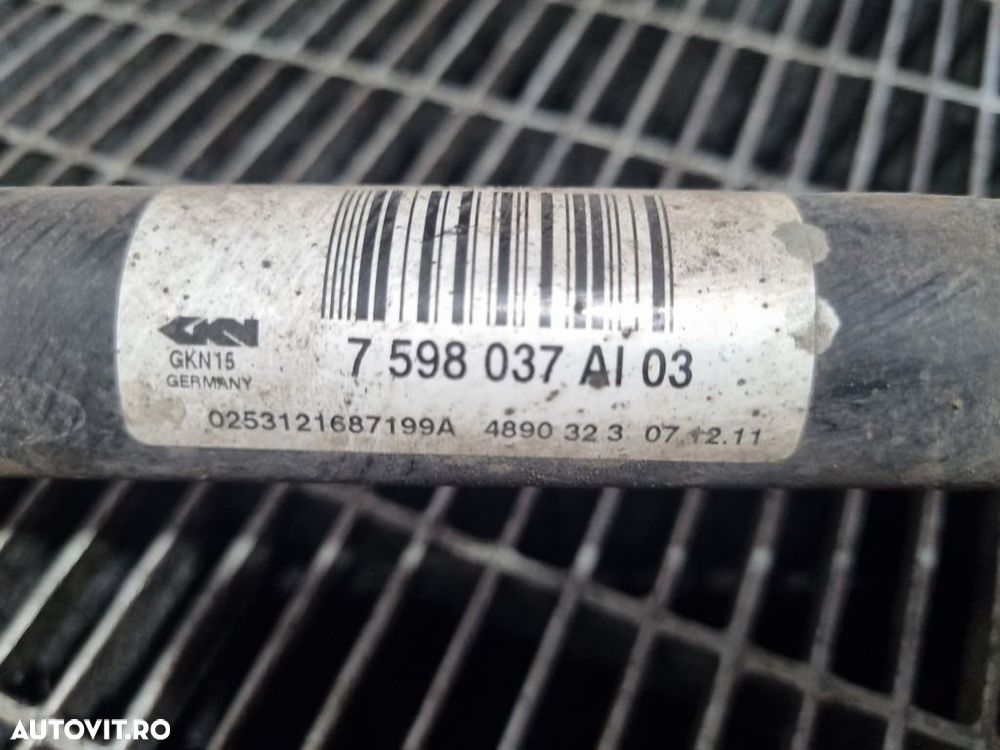 GKN
7 598 037 AI 03
GKN15
GERMANY
0253121687199A 4890 32 3 07.12.11
AUTOVIT.RO